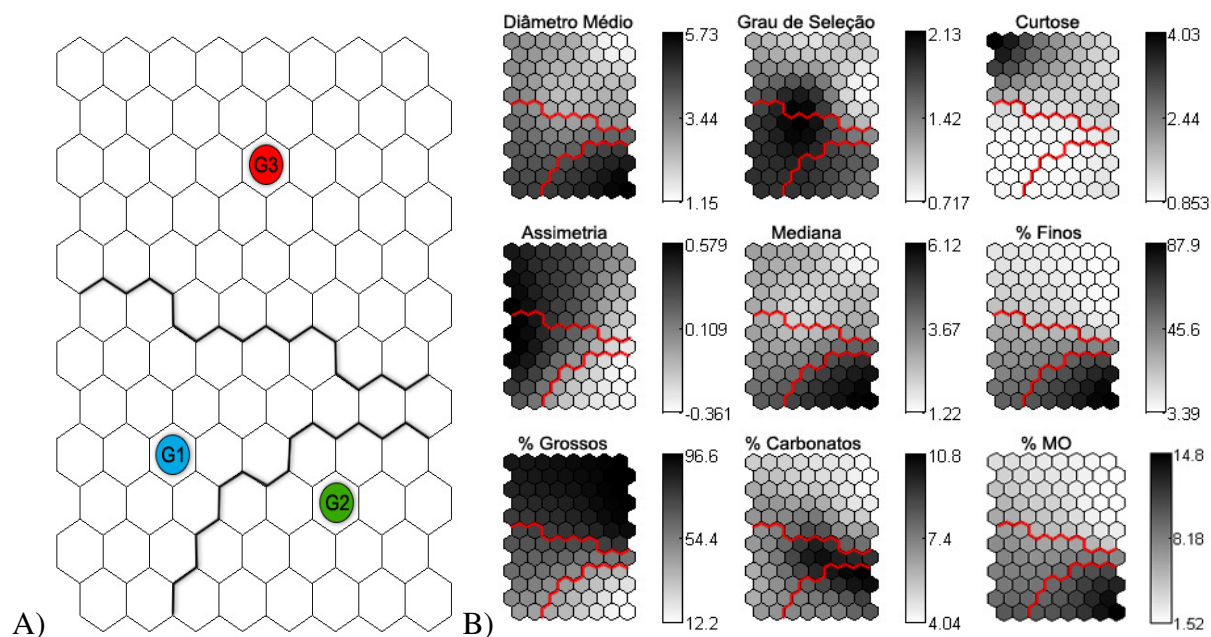 G3
G1
G2
A)
Diâmetro Médio
5.73
3.44
1.15
Grau de Seleção
2.13
1.42
0.717
Curtose
4.03
2.44
0.853
Assimetria
0.579
0.109
-0.361
Mediana
6.12
3.67
1.22
% Finos
87.9
45.6
3.39
% Grossos
96.6
54.4
12.2
% Carbonatos
10.8
7.4
4.04
% MO
14.8
8.18
1.52
B)